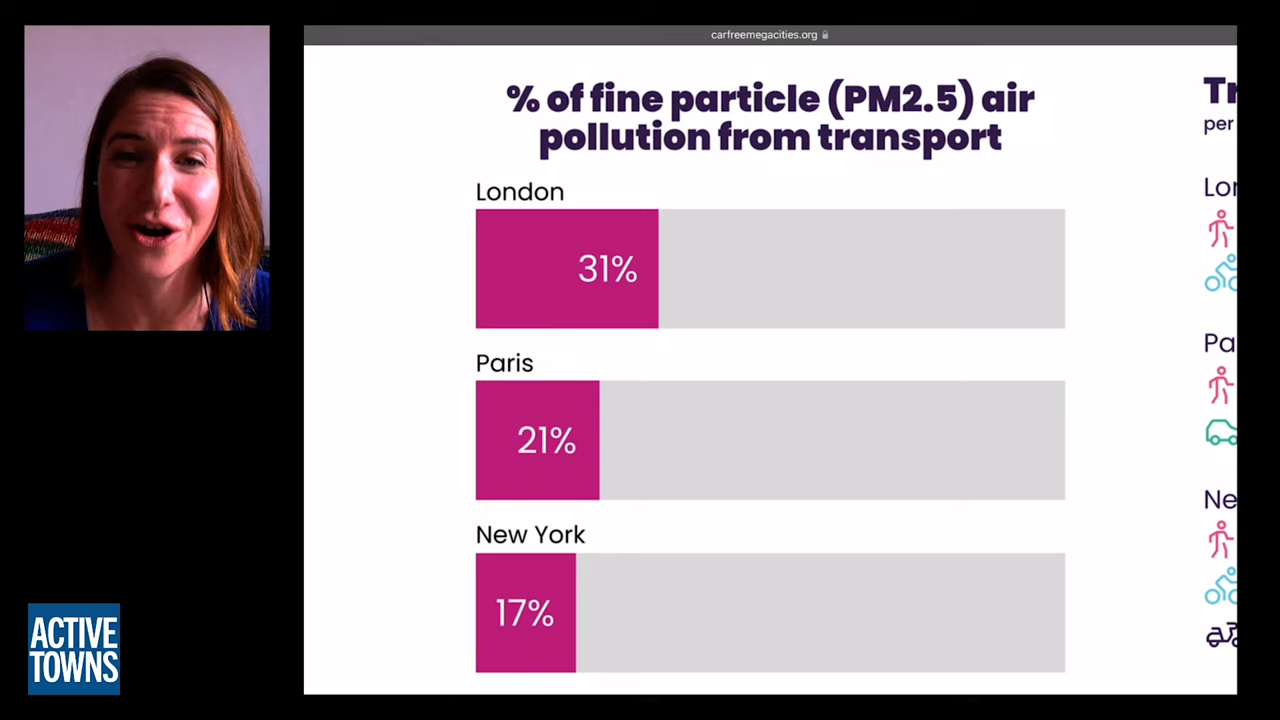 carfreemegacities.org
% of fine particle (PM2.5) air
pollution from transport
London
31%
Paris
21%
New York
17%
per
ACTIVE
TOWNS